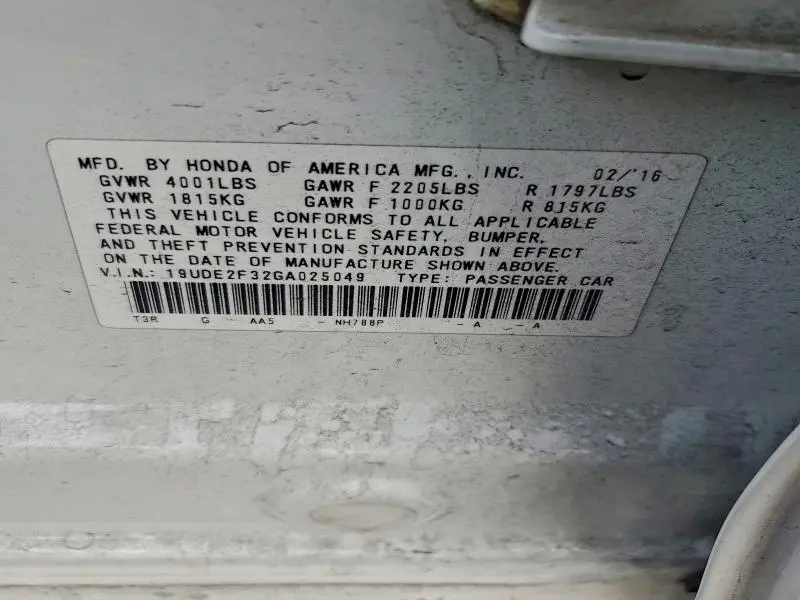 MFD. BY HONDA OF AMERICA MFG., INC. 02/'16
GVWR 4001LBS GAWR F 2205LBS R 1797LBS
GVWR 1815KG GAWR F 1000KG R 815KG
THIS VEHICLE CONFORMS TO ALL APPLICABLE
FEDERAL MOTOR VEHICLE SAFETY, BUMPER,
AND THEFT PREVENTION STANDARDS IN EFFECT
ON THE DATE OF MANUFACTURE SHOWN ABOVE.
V.I.N.: 19UDE2F32GA025049 TYPE: PASSENGER CAR
T3R G - AA5 - NH788P - A - A